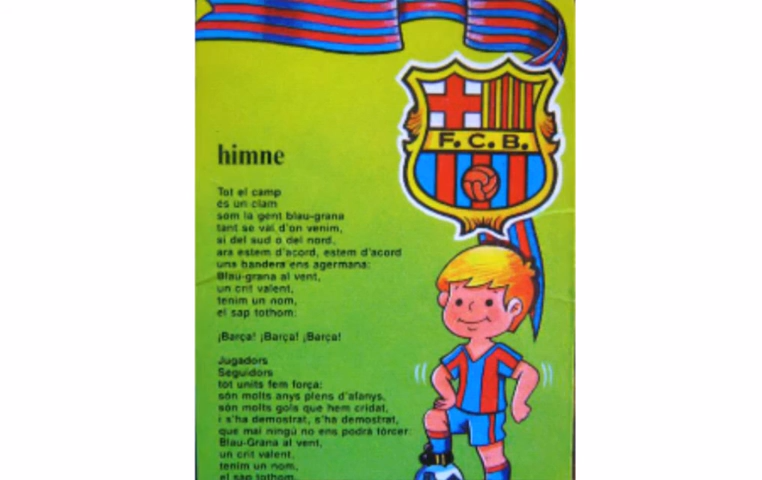 F.C.B.
himne
Tot el camp
és un clam
som la gent blau-grana
tant se val d'on venim,
si del sud o del nord,
ara estem d'acord, estem d'acord
una bandera ens agermana:
Blau-grana al vent,
un crit valent,
tenim un nom,
el sap tothom:
¡Barça! ¡Barça! ¡Barça!
Jugadors
Seguidors
tot units fem força:
són molts anys plens d'afanys,
són molts gols que hem cridat,
i s'ha demostrat, s'ha demostrat,
que mai ningú no ens podrà tòrcer:
Blau-Grana al vent,
un crit valent,
tenim un nom,
el sap tothom,